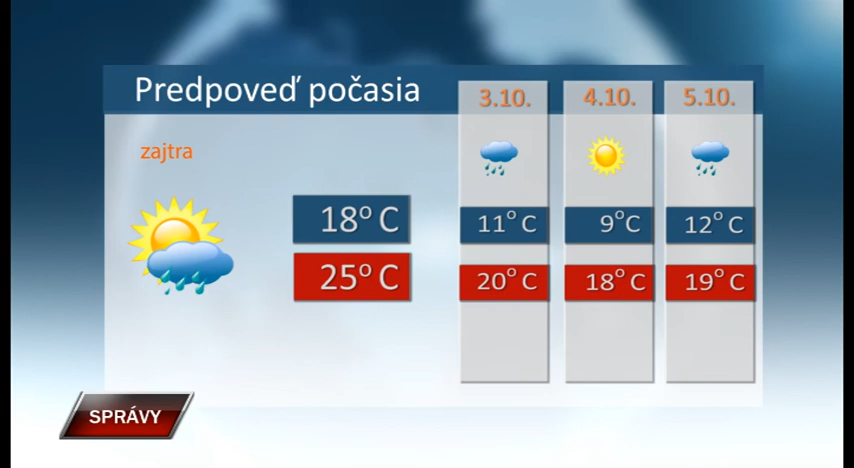 Predpoveď počasia
zajtra
18° C
25° C
3.10. 4.10. 5.10.
11° C 9°C 12° C
20° C 18° C 19° C
SPRÁVY